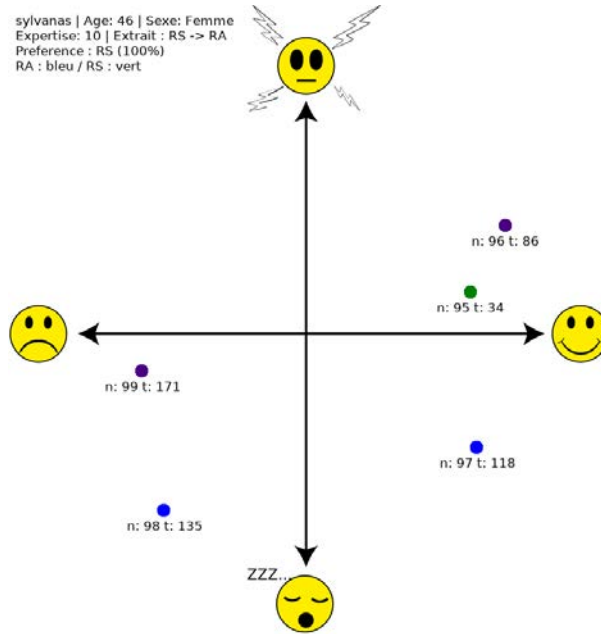 sylvanas | Age: 46 | Sexe: Femme
Expertise: 10 | Extrait : RS -> RA
Preference : RS (100%)
RA : bleu / RS : vert
n: 96 t: 86
n: 95 t: 34
n: 99 t: 171
n: 97 t: 118
n: 98 t: 135
ZZZ...